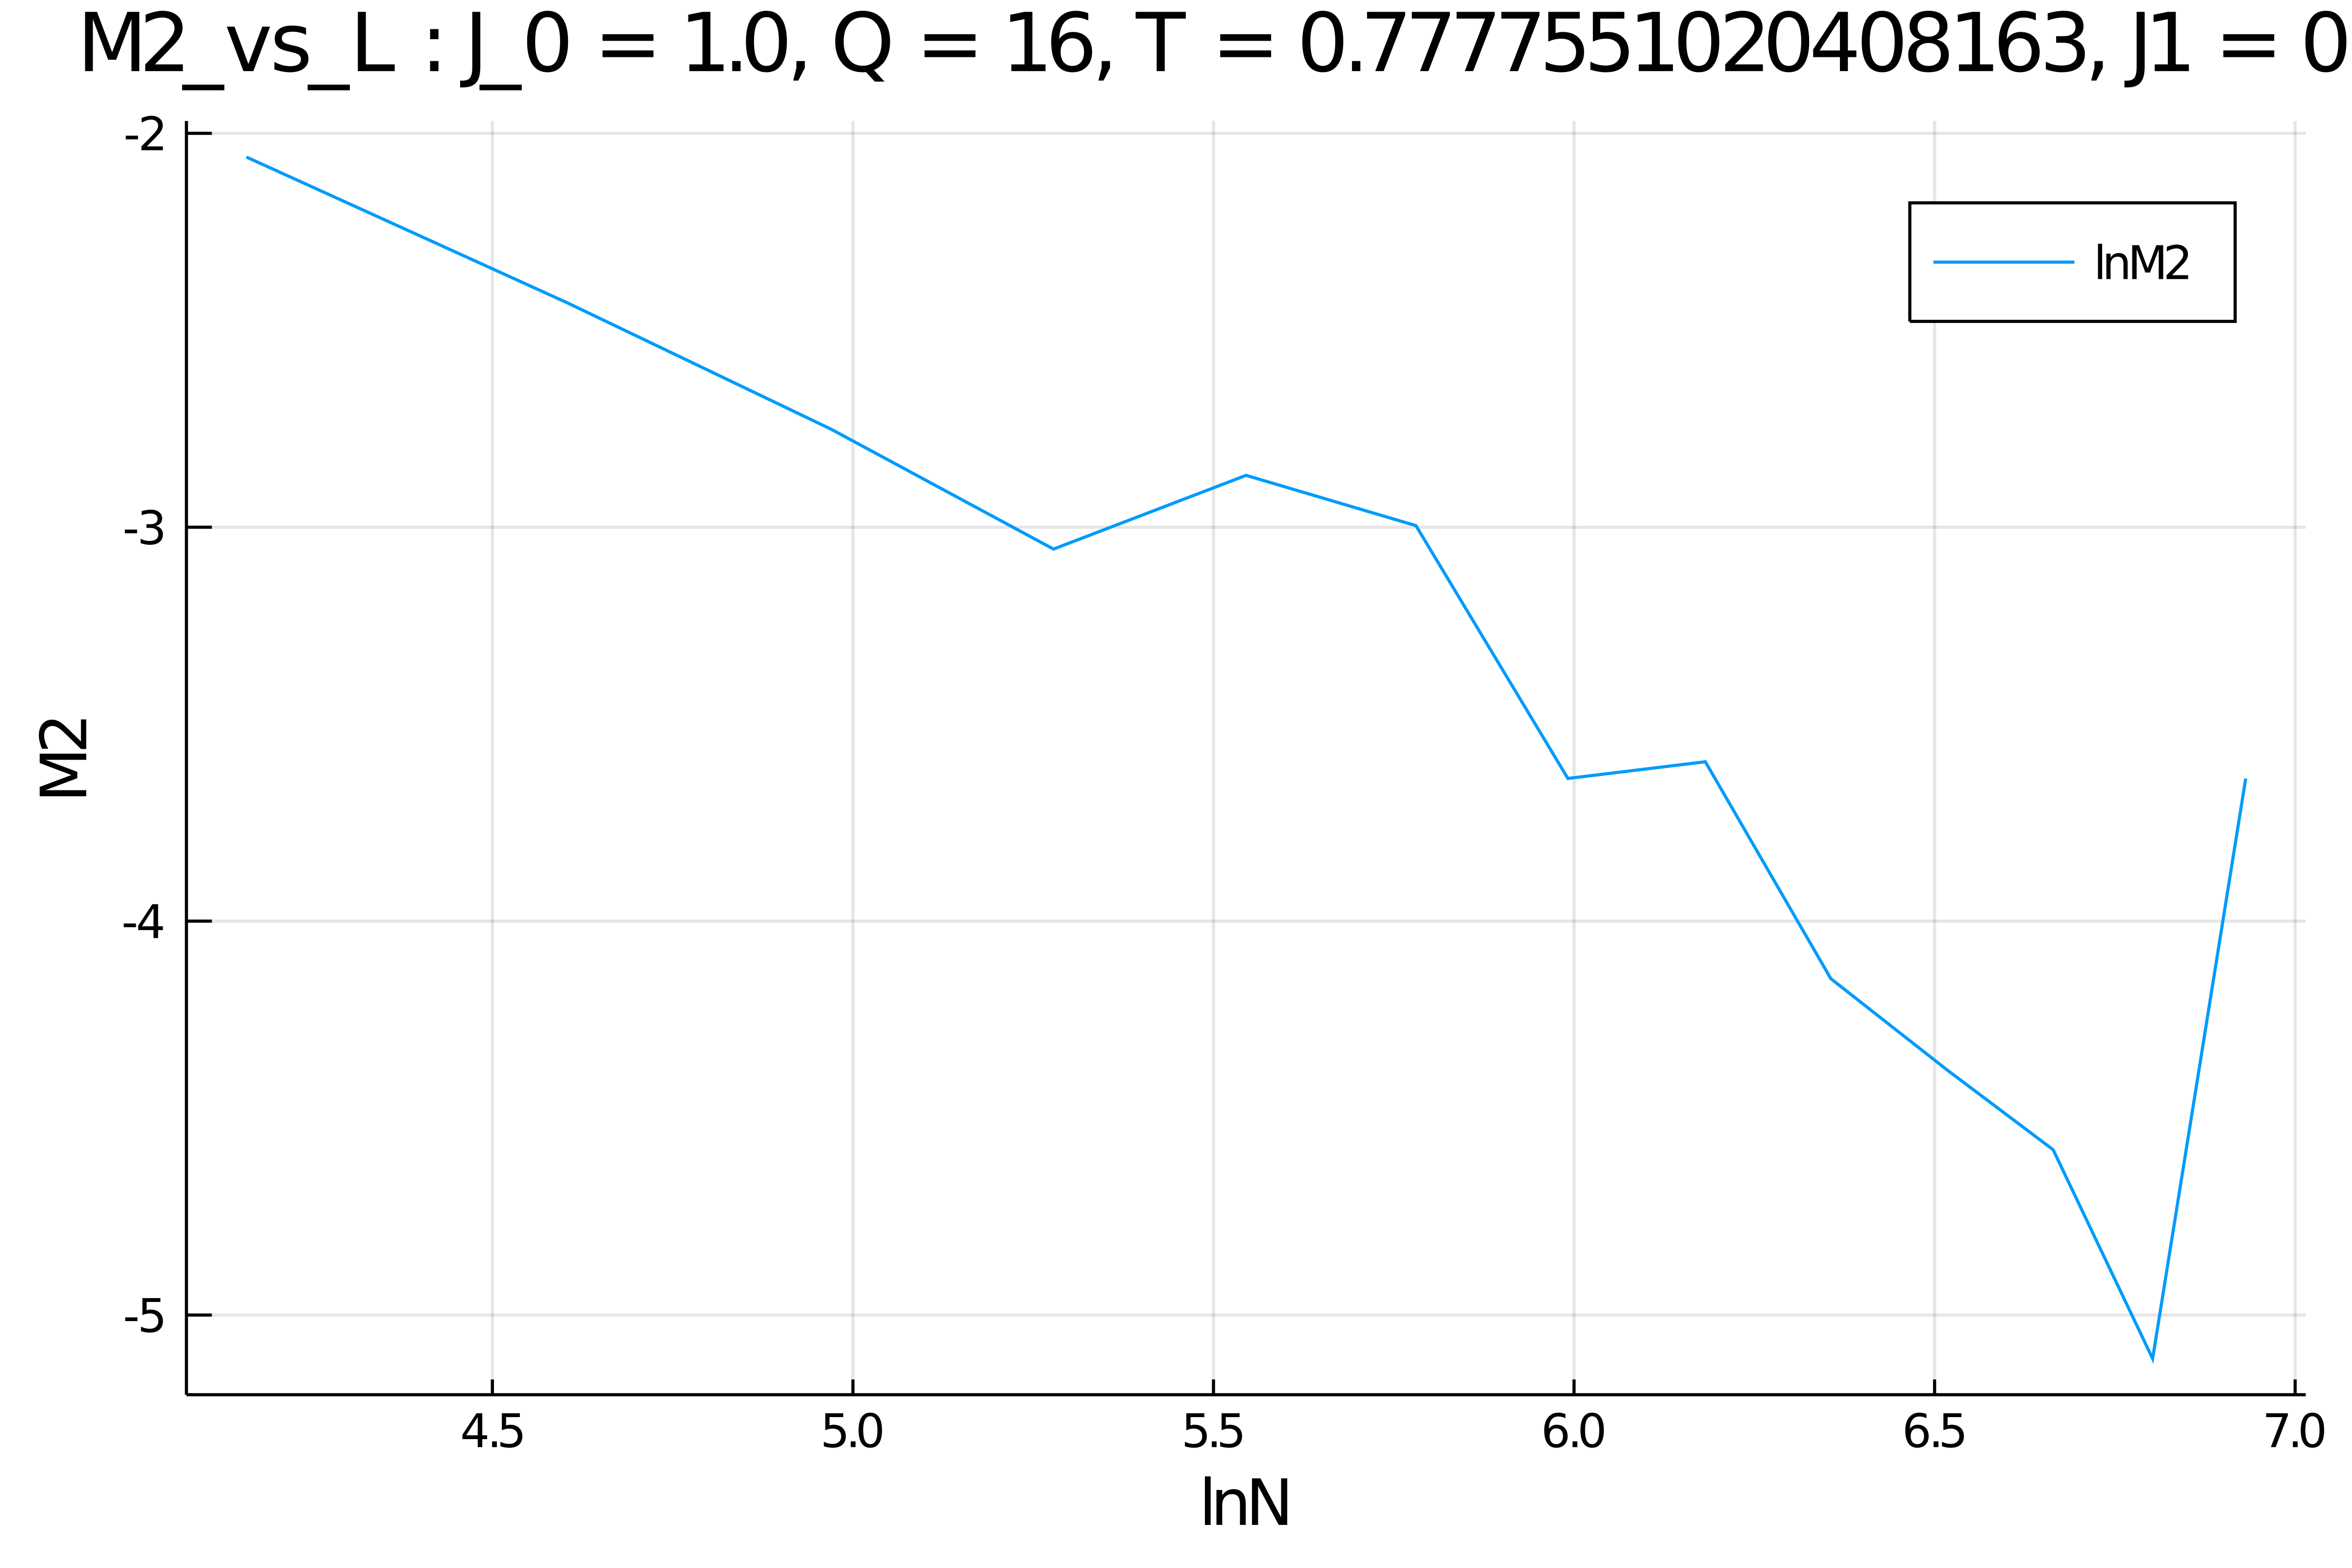 M2_vs_L : J_0 = 1.0, Q = 16, T = 0.7777551020408163, J1 = 0
lnM2
-2
-3
-4
-5
M2
4.5 5.0 5.5 6.0 6.5 7.0
lnN